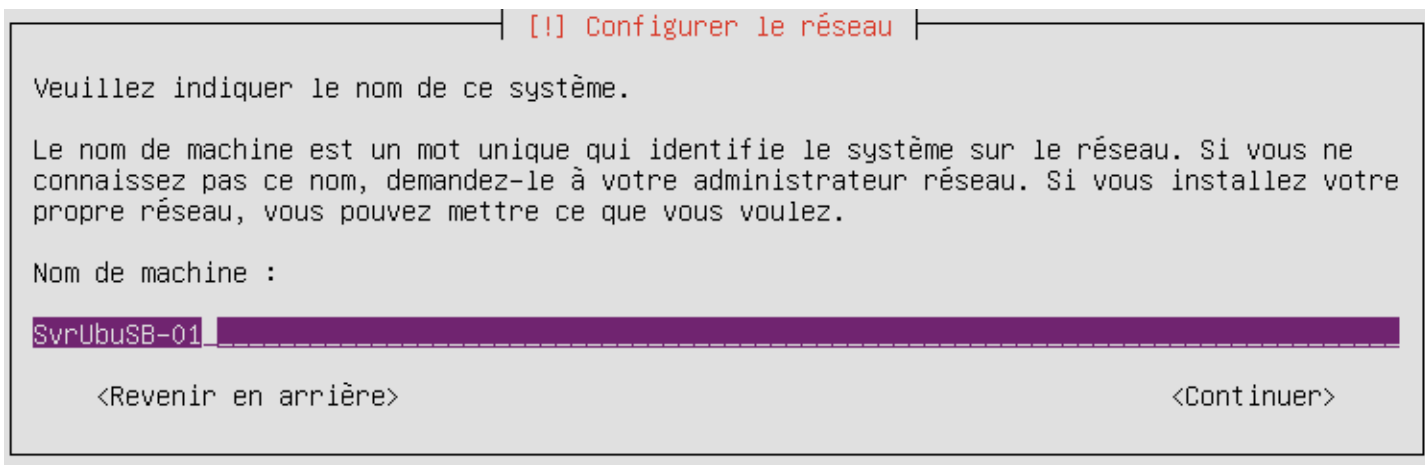 [!] Configurer le réseau
Veuillez indiquer le nom de ce système.
Le nom de machine est un mot unique qui identifie le système sur le réseau. Si vous ne
connaissez pas ce nom, demandez-le à votre administrateur réseau. Si vous installez votre
propre réseau, vous pouvez mettre ce que vous voulez.
Nom de machine :
SvrUbuSB-01
<Revenir en arrière> <Continuer>